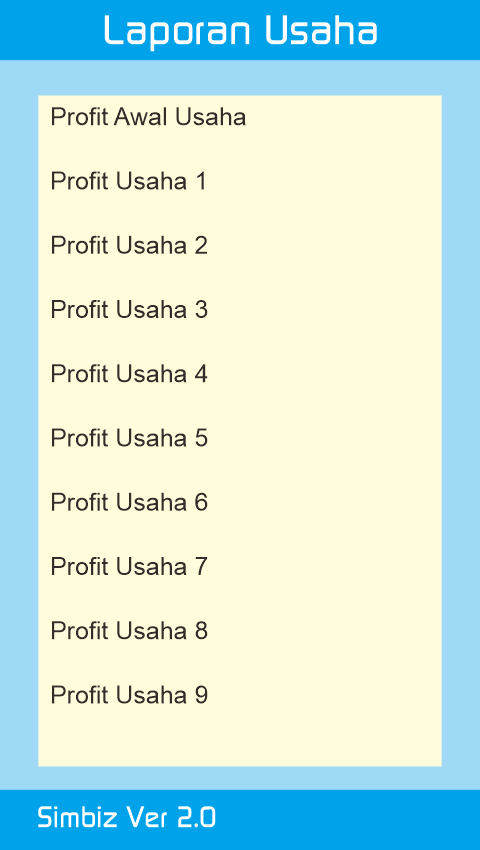 Laporan Usaha
Profit Awal Usaha
Profit Usaha 1
Profit Usaha 2
Profit Usaha 3
Profit Usaha 4
Profit Usaha 5
Profit Usaha 6
Profit Usaha 7
Profit Usaha 8
Profit Usaha 9
Simbiz Ver 2.0